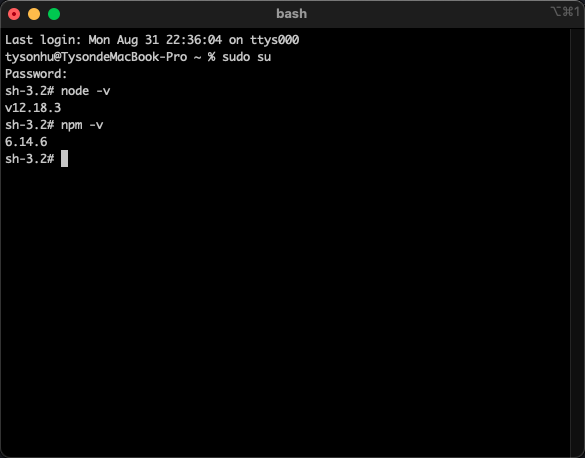 bash
⌥⌘1
Last login: Mon Aug 31 22:36:04 on ttys000
tysonhu@TysondeMacBook-Pro ~ % sudo su
Password:
sh-3.2# node -v
v12.18.3
sh-3.2# npm -v
6.14.6
sh-3.2#